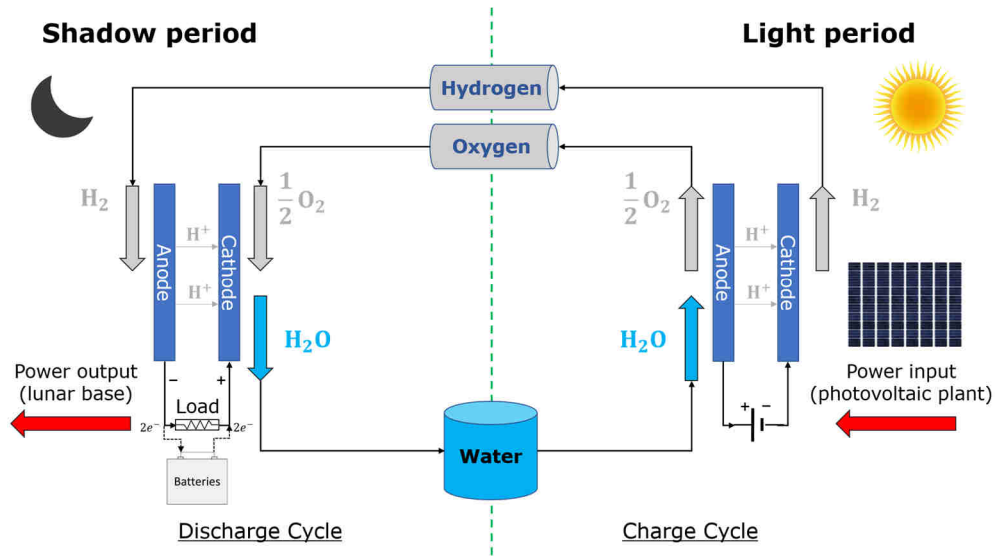 Shadow period
Light period
Hydrogen
Oxygen
H₂
1/2 O₂
1/2 O₂
H₂
Anode
H⁺
H⁺
Cathode
Anode
H⁺
H⁺
Cathode
H₂O
H₂O
Power output
(lunar base)
− +
Load
2e⁻ 2e⁻
Batteries
Water
+ −
Power input
(photovoltaic plant)
Discharge Cycle
Charge Cycle